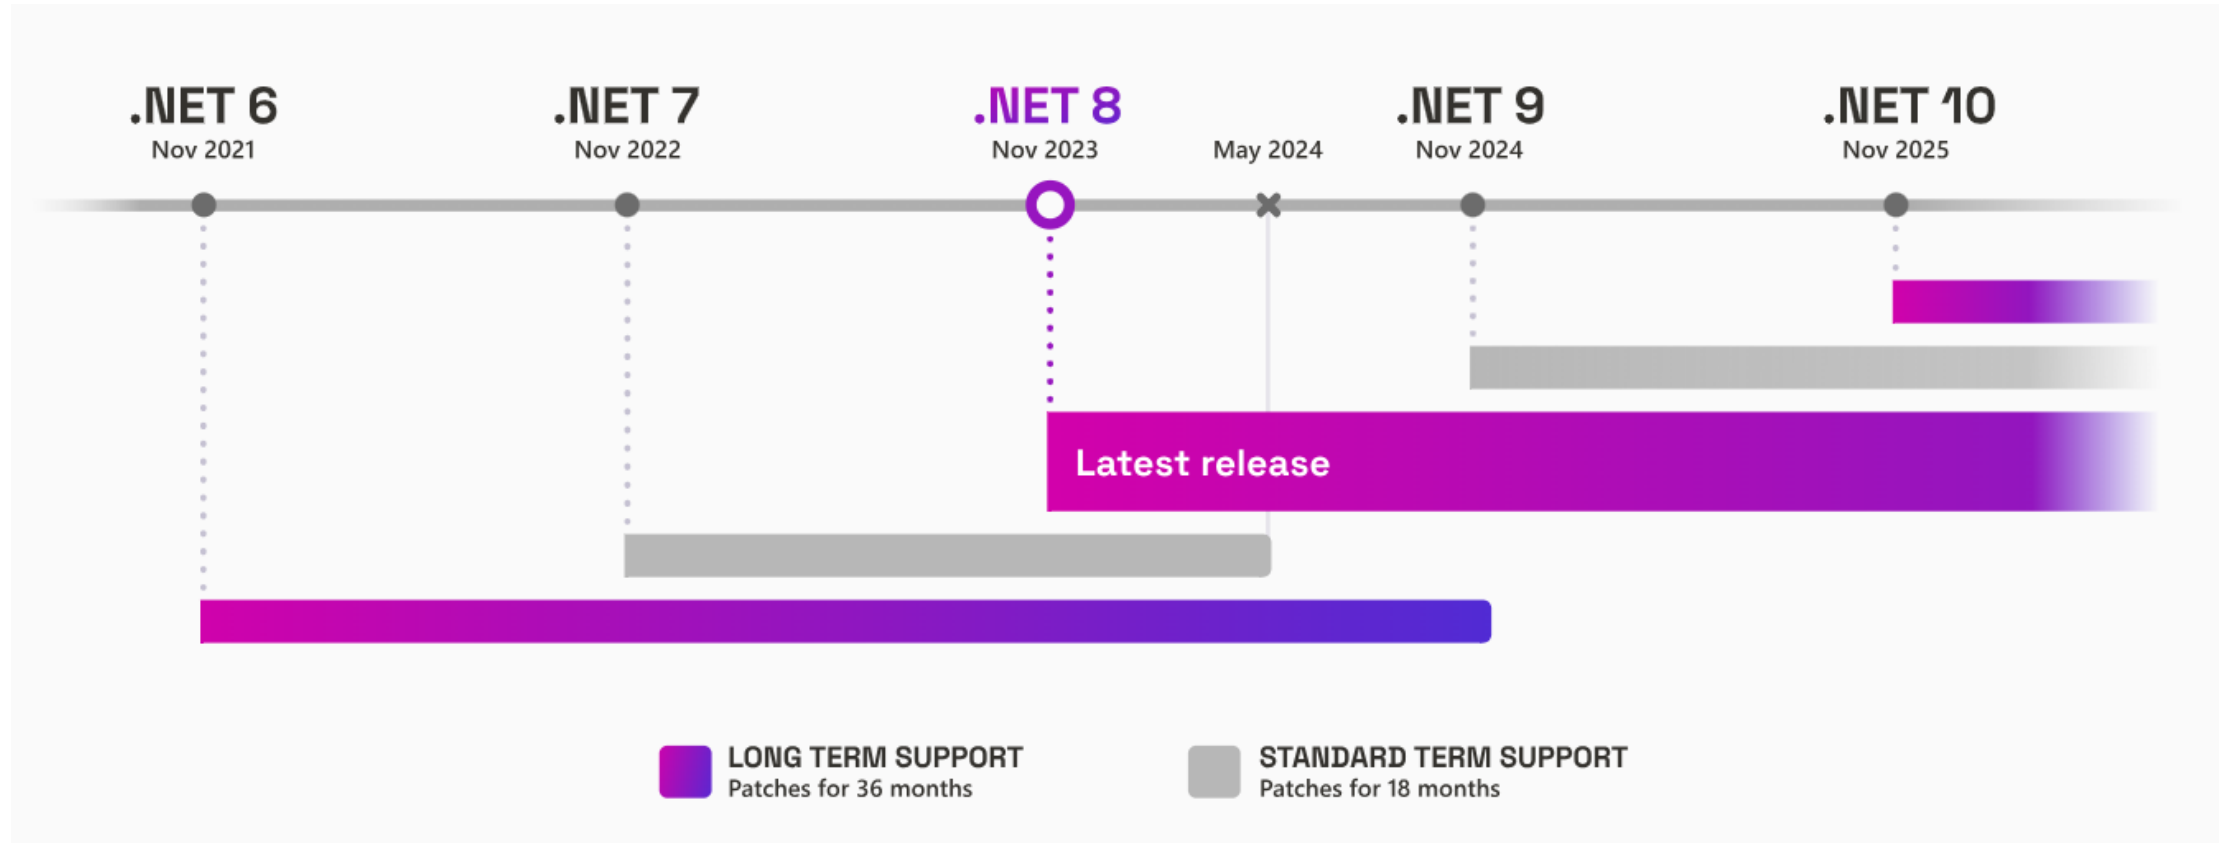 .NET 6
Nov 2021
.NET 7
Nov 2022
.NET 8
Nov 2023
May 2024
.NET 9
Nov 2024
.NET 10
Nov 2025
Latest release
LONG TERM SUPPORT
Patches for 36 months
STANDARD TERM SUPPORT
Patches for 18 months